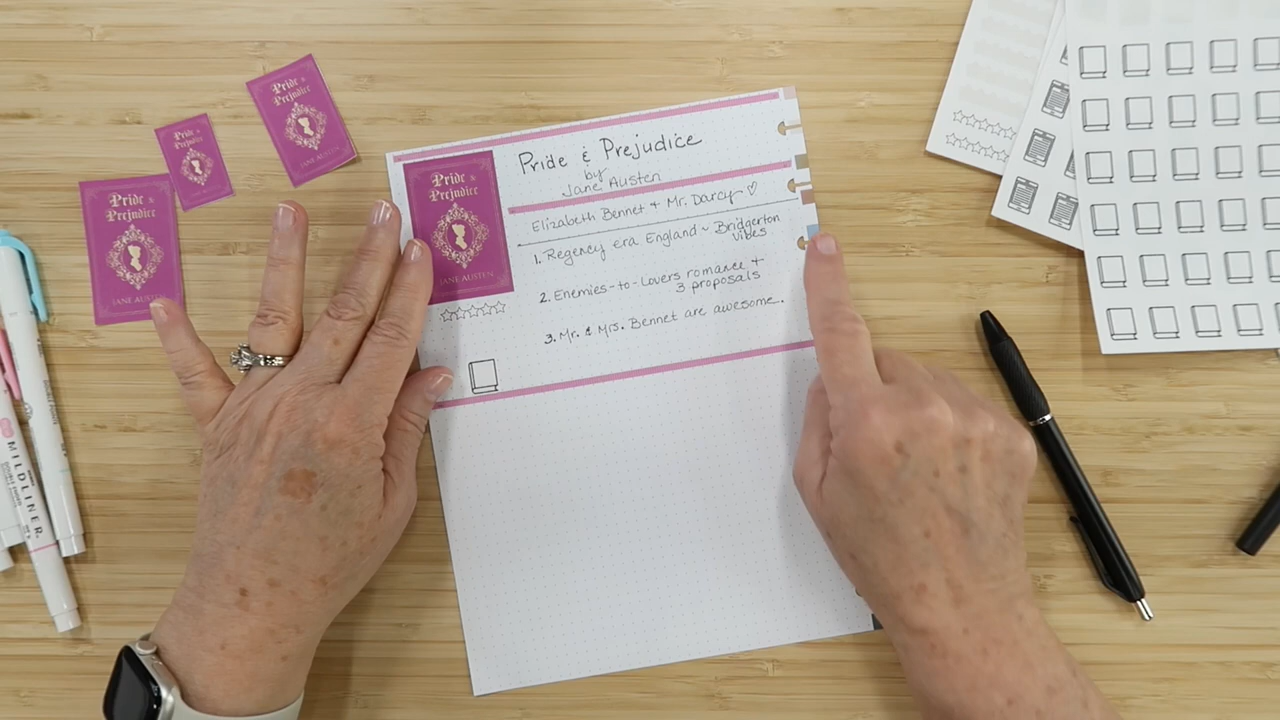 Pride &
Prejudice
JANE AUSTEN
Pride &
Prejudice
JANE AUSTEN
Pride &
Prejudice
Pride &
Prejudice
JANE AUSTEN
Pride & Prejudice
by
Jane Austen
Elizabeth Bennet + Mr. Darcy ♡
1. Regency era England ~ Bridgerton
vibes
2. Enemies-to-Lovers romance +
3 proposals
3. Mr. & Mrs. Bennet are awesome.
MILDLINER.